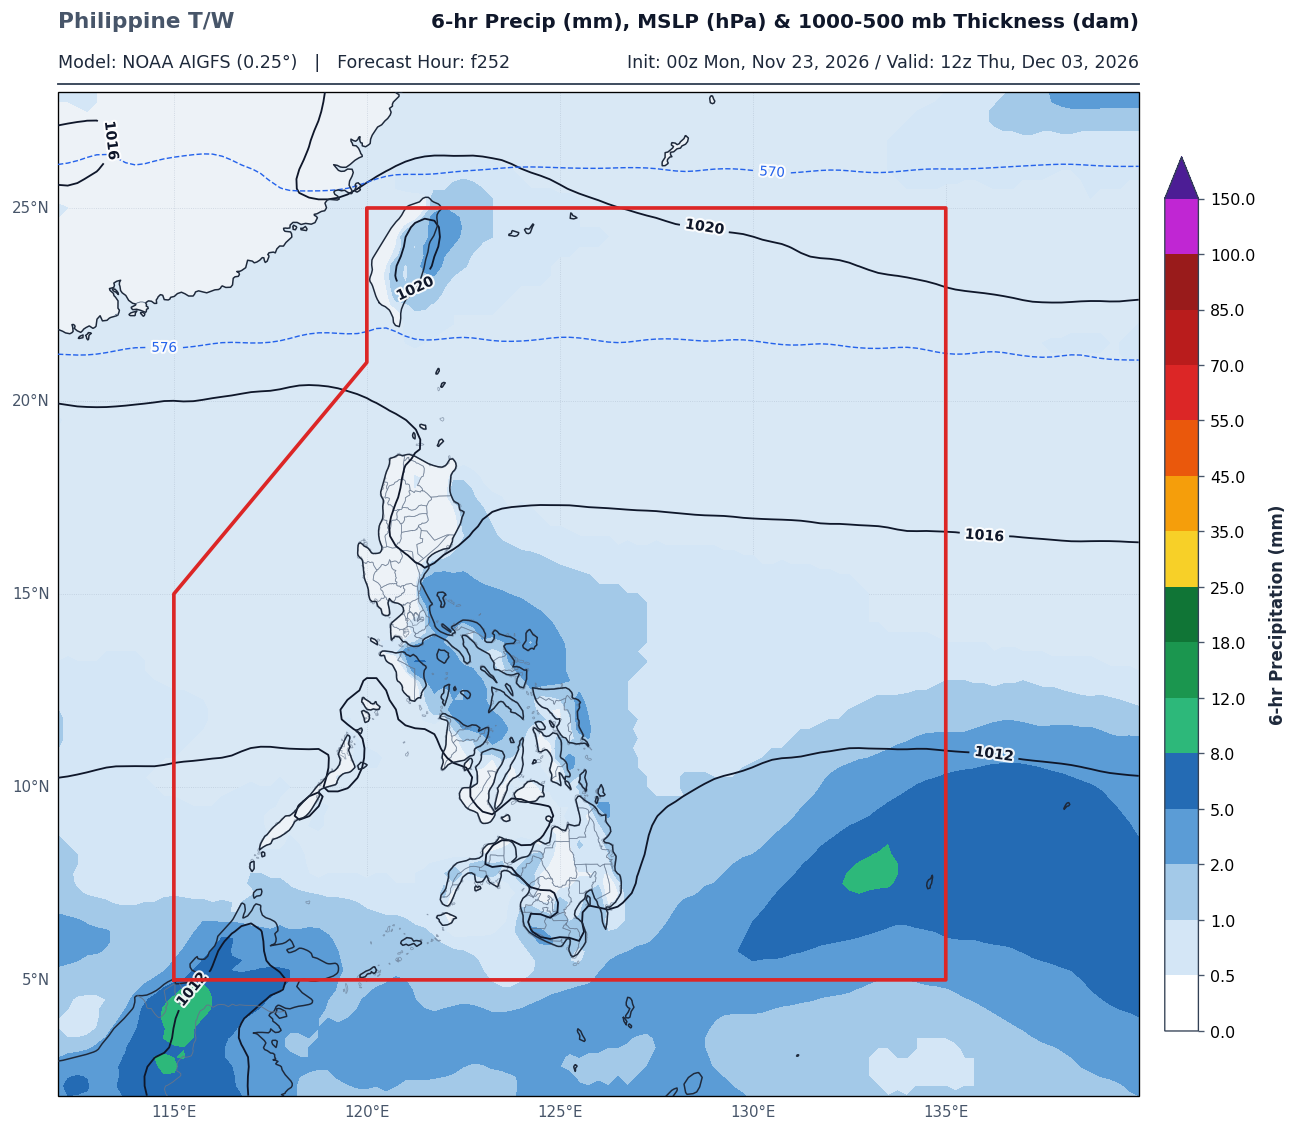 Philippine T/W
6-hr Precip (mm), MSLP (hPa) & 1000-500 mb Thickness (dam)
Model: NOAA AIGFS (0.25°) | Forecast Hour: f252
Init: 00z Mon, Nov 23, 2026 / Valid: 12z Thu, Dec 03, 2026
1016
570
1020
1020
576
1016
1012
1012
25°N
20°N
15°N
10°N
5°N
115°E
120°E
125°E
130°E
135°E
150.0
100.0
85.0
70.0
55.0
45.0
35.0
25.0
18.0
12.0
8.0
5.0
2.0
1.0
0.5
0.0
6-hr Precipitation (mm)